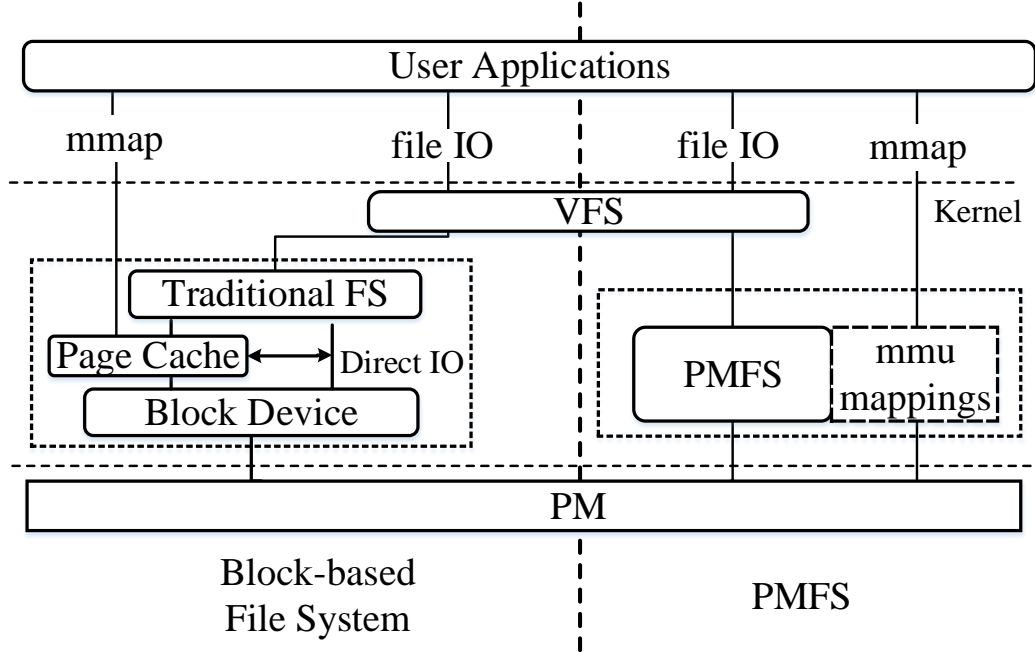 User Applications
mmap
file IO
file IO
mmap
VFS
Kernel
Traditional FS
Page Cache
Direct IO
Block Device
PMFS
mmu
mappings
PM
Block-based
File System
PMFS